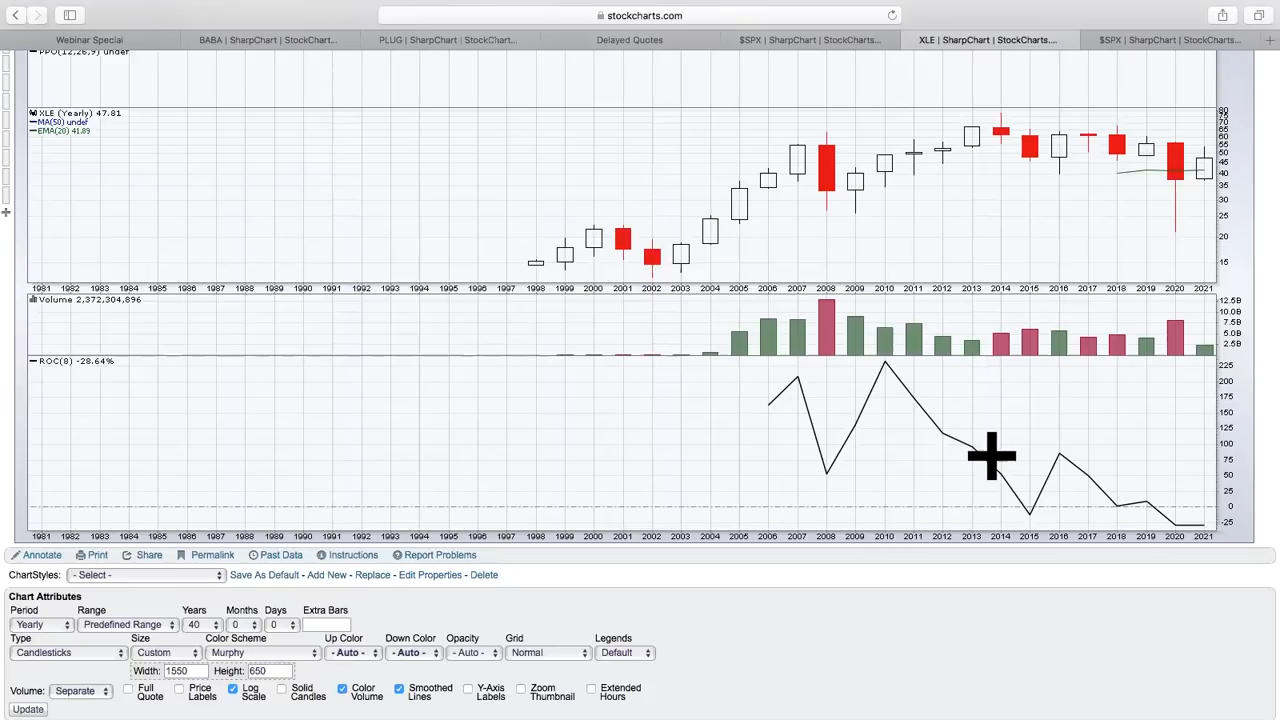 stockcharts.com
Webinar Special BABA | SharpChart | StockChart... PLUG | SharpChart | StockChart... Delayed Quotes $SPX | SharpChart | StockCharts... XLE | SharpChart | StockCharts.... $SPX | SharpChart | StockCharts...
PPO(12,26,9) undef
XLE (Yearly) 47.81
MA(50) undef
EMA(20) 41.89
80
75
70
65
60
55
50
45
40
35
30
25
20
15
1981 1982 1983 1984 1985 1986 1987 1988 1989 1990 1991 1992 1993 1994 1995 1996 1997 1998 1999 2000 2001 2002 2003 2004 2005 2006 2007 2008 2009 2010 2011 2012 2013 2014 2015 2016 2017 2018 2019 2020 2021
Volume 2,372,304,896
12.5B
10.0B
7.5B
5.0B
2.5B
ROC(8) -28.64%
225
200
175
150
125
100
75
50
25
0
-25
1981 1982 1983 1984 1985 1986 1987 1988 1989 1990 1991 1992 1993 1994 1995 1996 1997 1998 1999 2000 2001 2002 2003 2004 2005 2006 2007 2008 2009 2010 2011 2012 2013 2014 2015 2016 2017 2018 2019 2020 2021
Annotate Print Share Permalink Past Data Instructions Report Problems
ChartStyles: - Select - Save As Default - Add New - Replace - Edit Properties - Delete
Chart Attributes
Period Range Years Months Days Extra Bars
Yearly Predefined Range 40 0 0
Type Size Color Scheme Up Color Down Color Opacity Grid Legends
Candlesticks Custom Murphy - Auto - - Auto - - Auto - Normal Default
Width: 1550 Height: 650
Volume: Separate Full Quote Price Labels Log Scale Solid Candles Color Volume Smoothed Lines Y-Axis Labels Zoom Thumbnail Extended Hours
Update